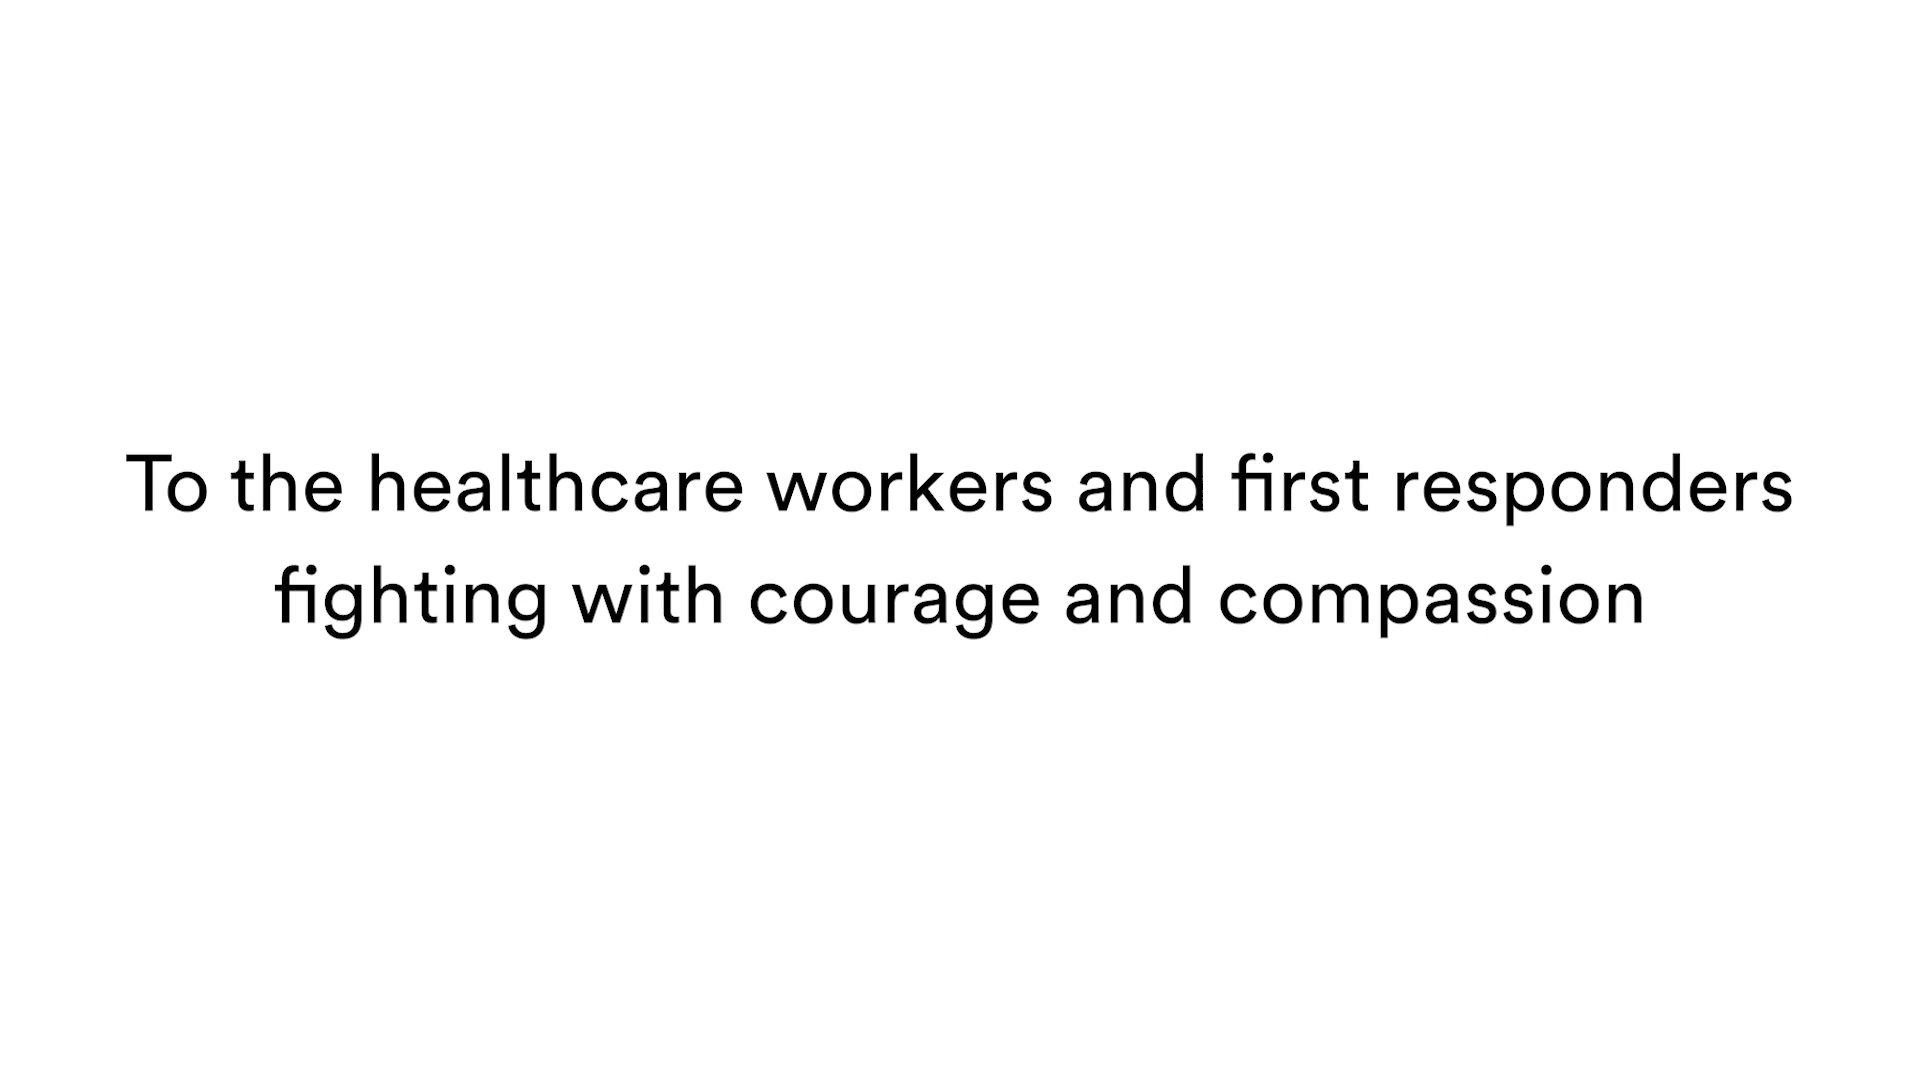 To the healthcare workers and first responders
fighting with courage and compassion